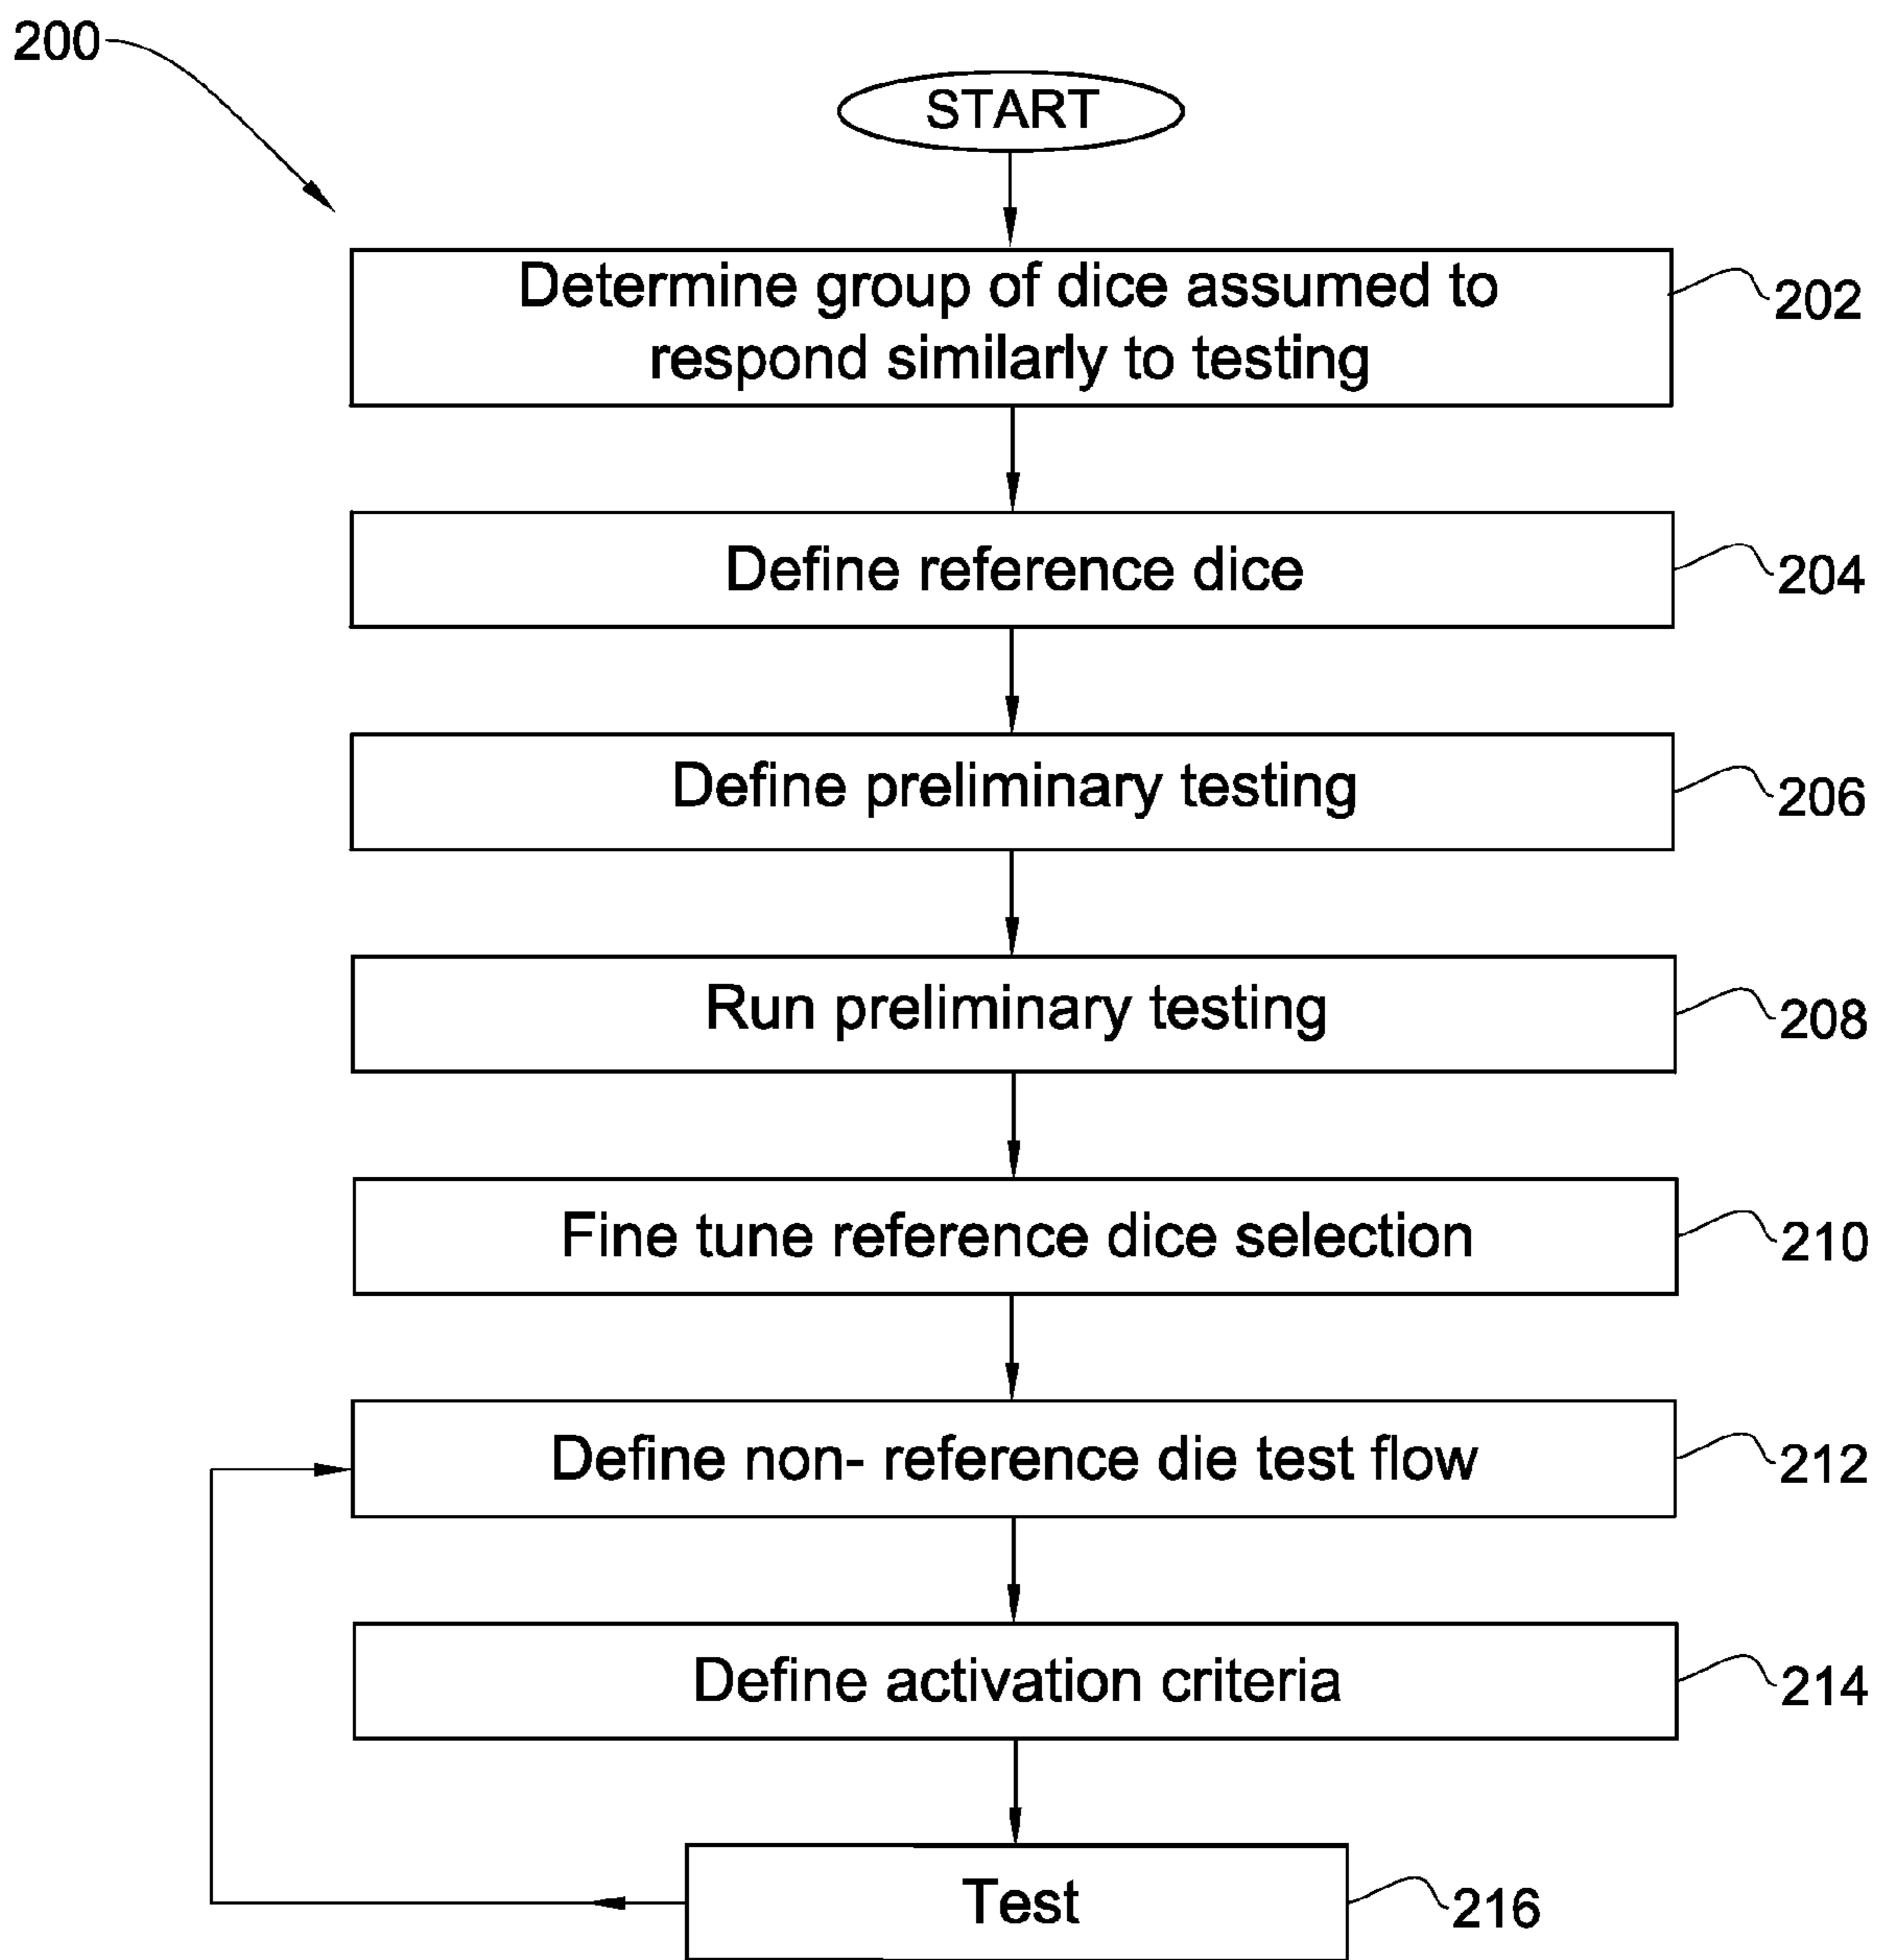 200
START
Determine group of dice assumed to
respond similarly to testing
202
Define reference dice
204
Define preliminary testing
206
Run preliminary testing
208
Fine tune reference dice selection
210
Define non- reference die test flow
212
Define activation criteria
214
Test
216